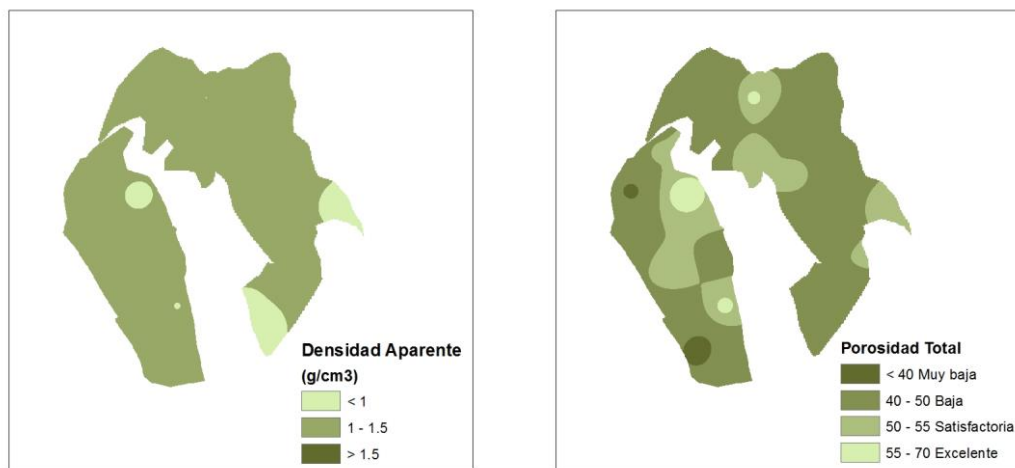 Densidad Aparente
(g/cm3)
< 1
1 - 1.5
> 1.5
Porosidad Total
< 40 Muy baja
40 - 50 Baja
50 - 55 Satisfactoria
55 - 70 Excelente